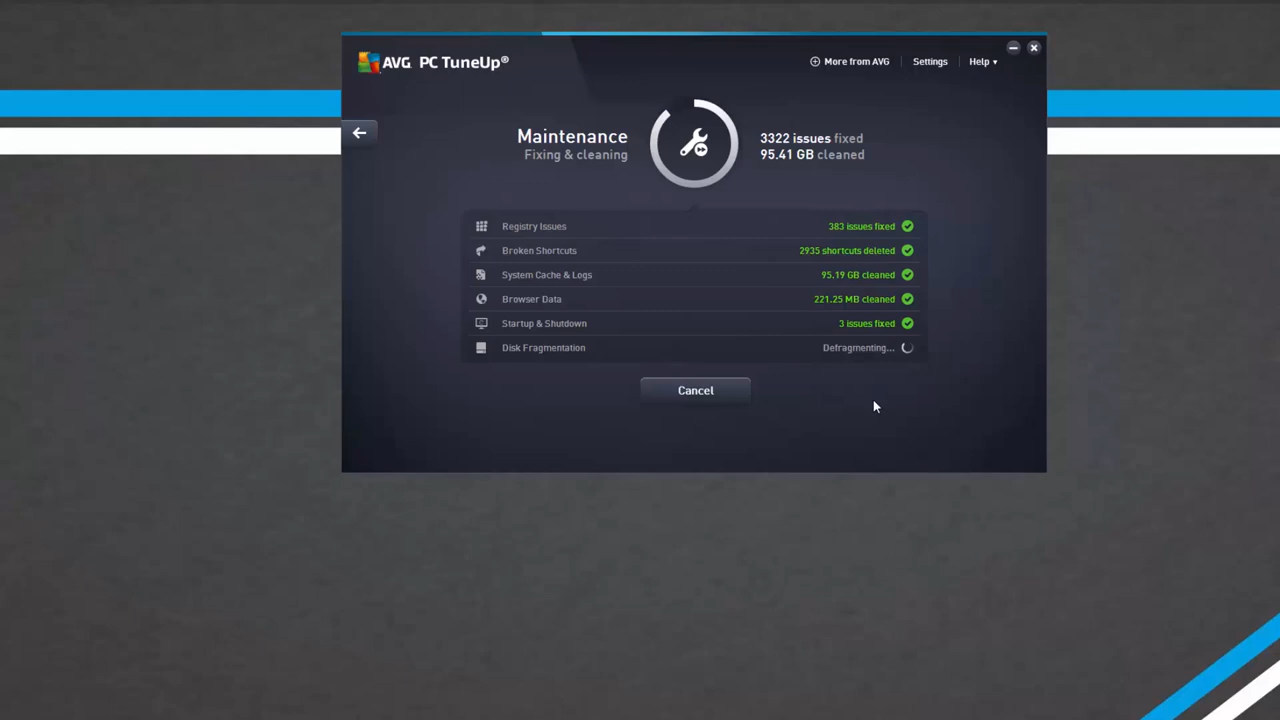 AVG PC TuneUp®
More from AVG
Settings
Help
Maintenance
Fixing & cleaning
3322 issues fixed
95.41 GB cleaned
Registry Issues 383 issues fixed
Broken Shortcuts 2935 shortcuts deleted
System Cache & Logs 95.19 GB cleaned
Browser Data 221.25 MB cleaned
Startup & Shutdown 3 issues fixed
Disk Fragmentation Defragmenting...
Cancel